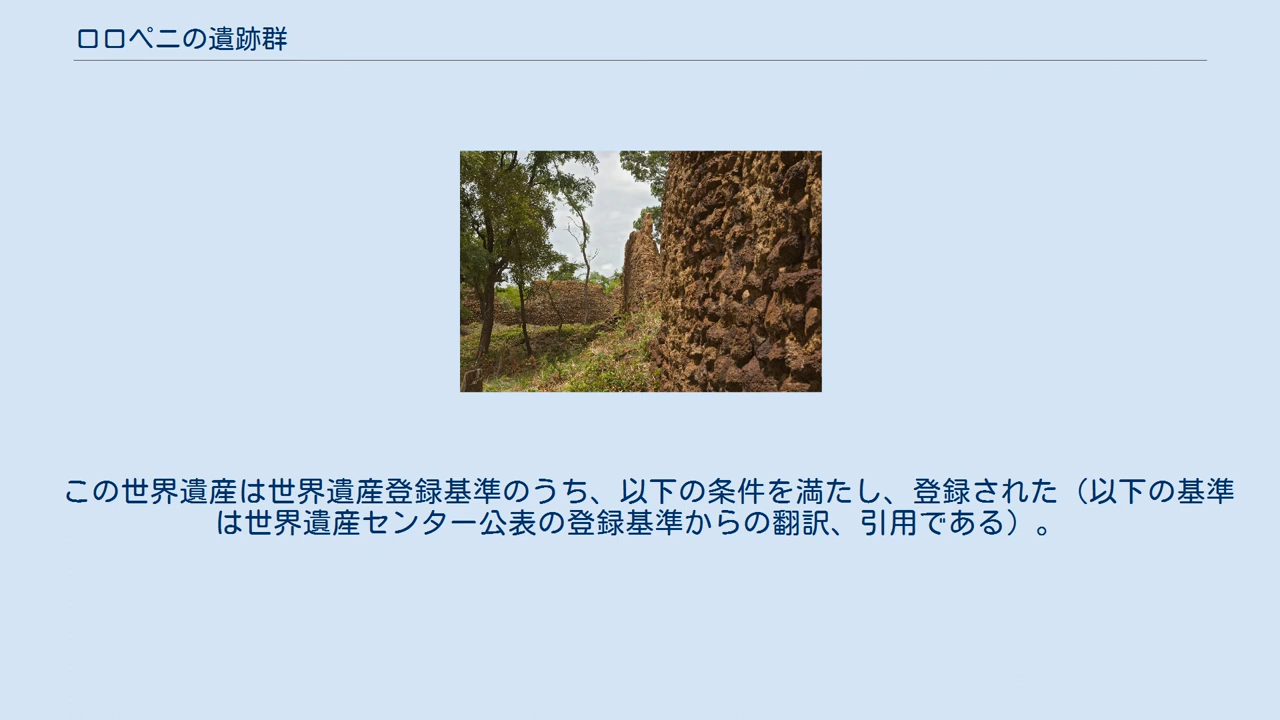 ロロペニの遺跡群
この世界遺産は世界遺産登録基準のうち、以下の条件を満たし、登録された（以下の基準
は世界遺産センター公表の登録基準からの翻訳、引用である）。